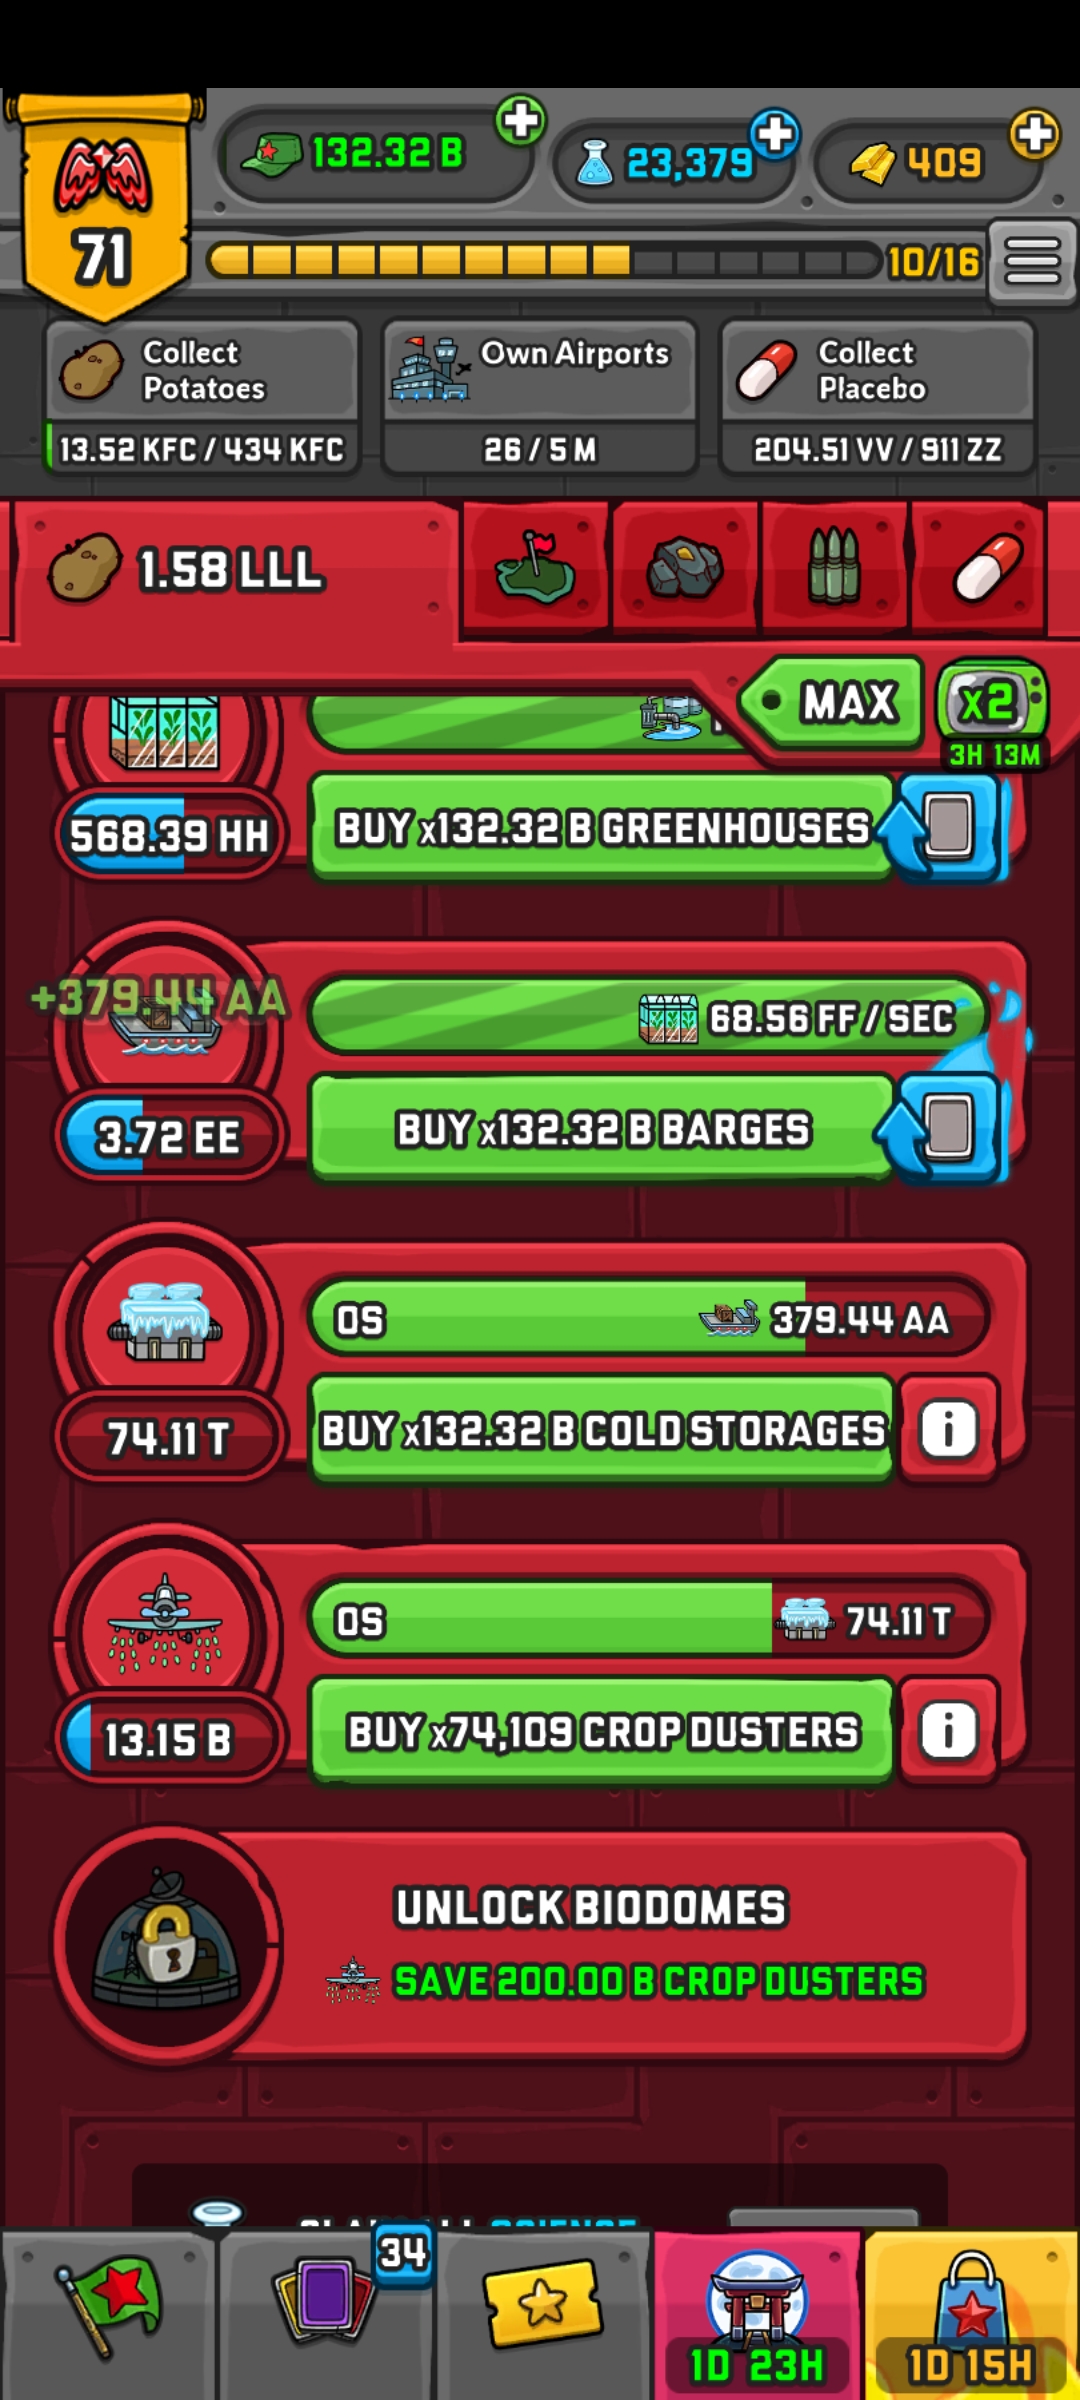 71
132.32 B
23,379
409
10/16
Collect
Potatoes
13.52 KFC / 434 KFC
Own Airports
26 / 5 M
Collect
Placebo
204.51 VV / 911 ZZ
1.58 LLL
MAX
x2
3H 13M
568.39 HH
BUY x132.32 B GREENHOUSES
+379.44 AA
68.56 FF / SEC
3.72 EE
BUY x132.32 B BARGES
0S
379.44 AA
74.11 T
BUY x132.32 B COLD STORAGES
i
0S
74.11 T
13.15 B
BUY x74,109 CROP DUSTERS
i
UNLOCK BIODOMES
SAVE 200.00 B CROP DUSTERS
34
1D 23H
1D 15H